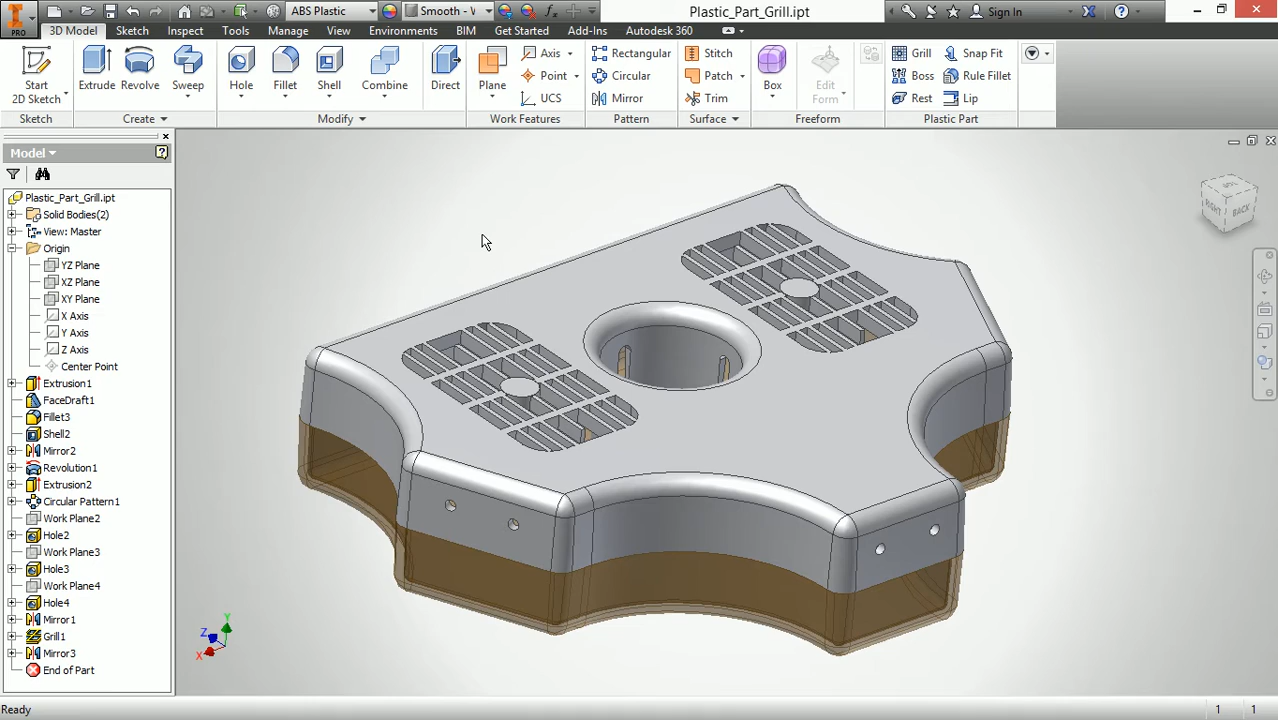 PRO
ABS Plastic
Smooth - V
fx
Plastic_Part_Grill.ipt
Sign In
3D Model Sketch Inspect Tools Manage View Environments BIM Get Started Add-Ins Autodesk 360
Start
2D Sketch
Extrude Revolve Sweep
Hole Fillet Shell Combine Direct
Plane
Axis
Point
UCS
Rectangular
Circular
Mirror
Stitch
Patch
Trim
Box
Edit
Form
Grill
Boss
Rest
Snap Fit
Rule Fillet
Lip
Sketch Create Modify Work Features Pattern Surface Freeform Plastic Part
Model
Plastic_Part_Grill.ipt
Solid Bodies(2)
View: Master
Origin
YZ Plane
XZ Plane
XY Plane
X Axis
Y Axis
Z Axis
Center Point
Extrusion1
FaceDraft1
Fillet3
Shell2
Mirror2
Revolution1
Extrusion2
Circular Pattern1
Work Plane2
Hole2
Work Plane3
Hole3
Work Plane4
Hole4
Mirror1
Grill1
Mirror3
End of Part
RIGHT BACK
Y
Z
X
Ready
1 1